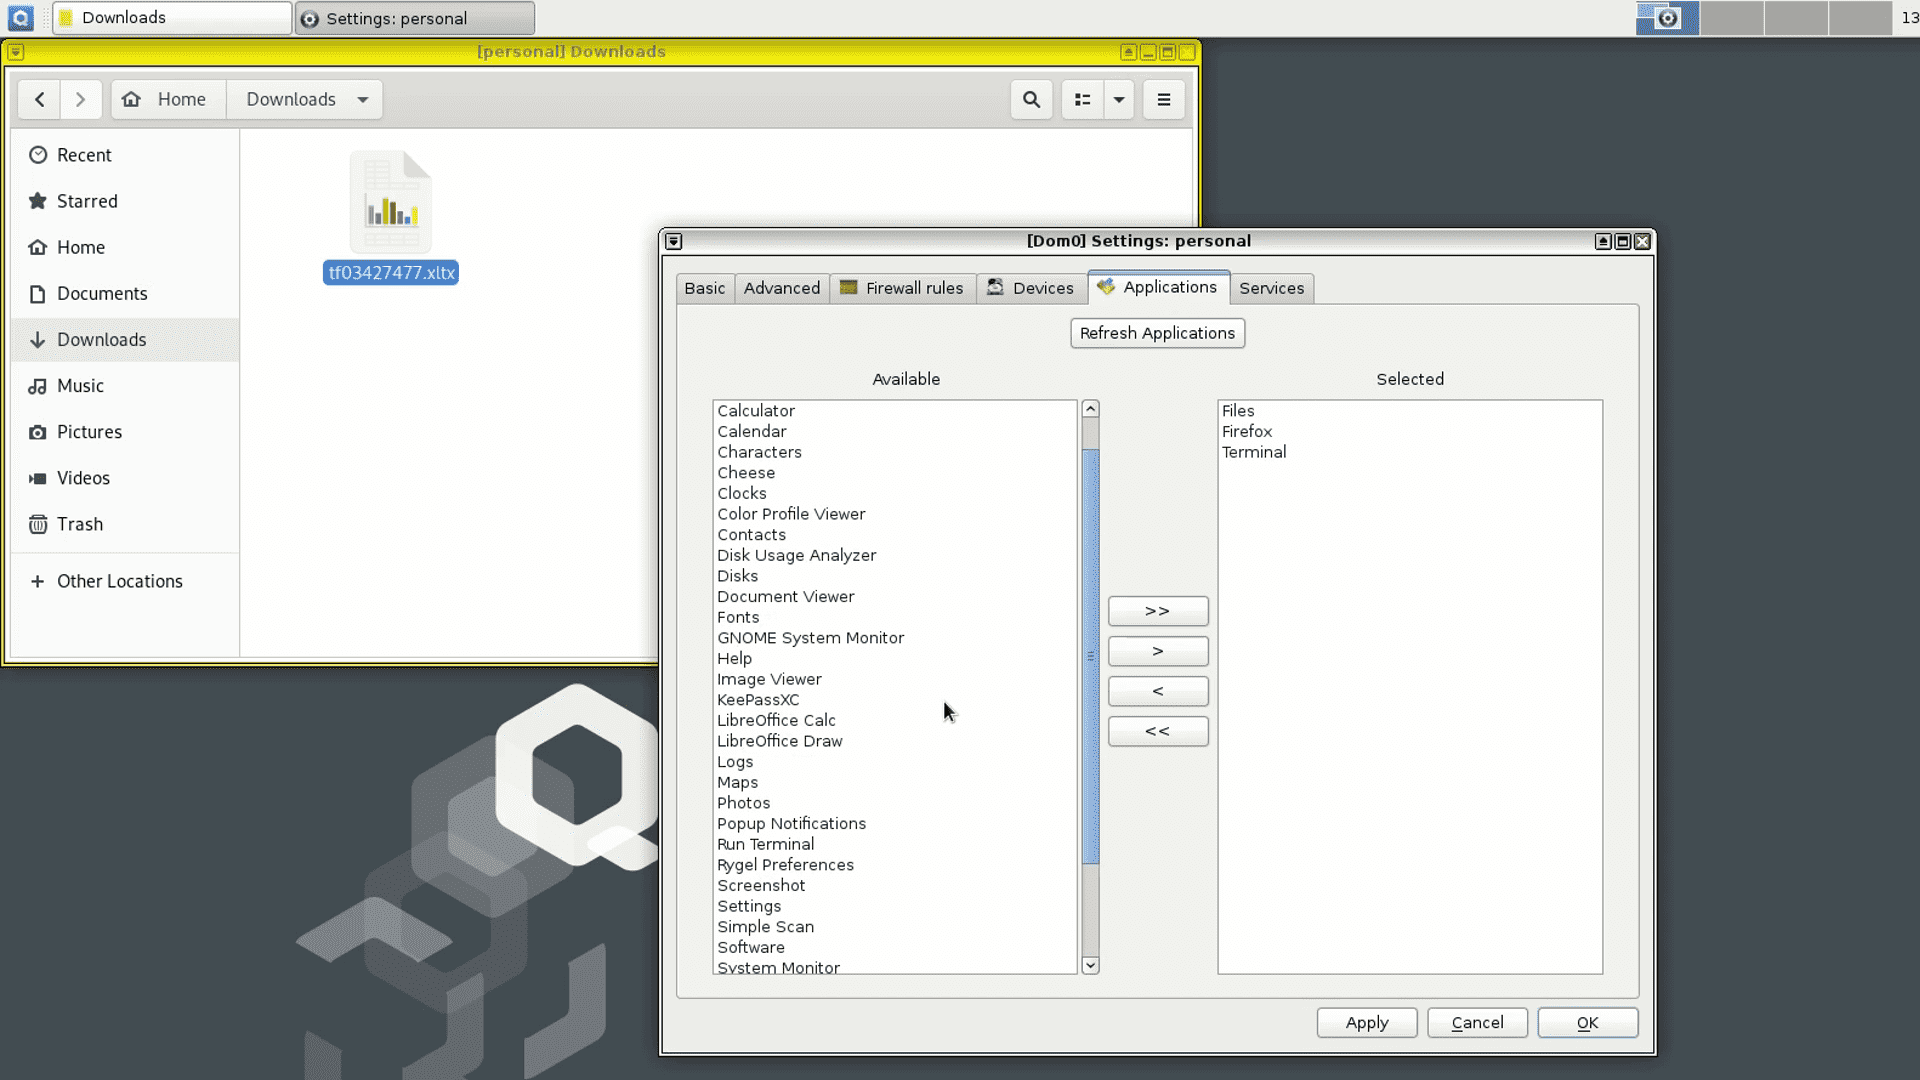 Downloads
Settings: personal
13
[personal] Downloads
Home
Downloads
Recent
Starred
Home
Documents
Downloads
Music
Pictures
Videos
Trash
Other Locations
tf03427477.xltx
[Dom0] Settings: personal
Basic
Advanced
Firewall rules
Devices
Applications
Services
Refresh Applications
Available
Calculator
Calendar
Characters
Cheese
Clocks
Color Profile Viewer
Contacts
Disk Usage Analyzer
Disks
Document Viewer
Fonts
GNOME System Monitor
Help
Image Viewer
KeePassXC
LibreOffice Calc
LibreOffice Draw
Logs
Maps
Photos
Popup Notifications
Run Terminal
Rygel Preferences
Screenshot
Settings
Simple Scan
Software
System Monitor
>>
>
<
<<
Selected
Files
Firefox
Terminal
Apply
Cancel
OK